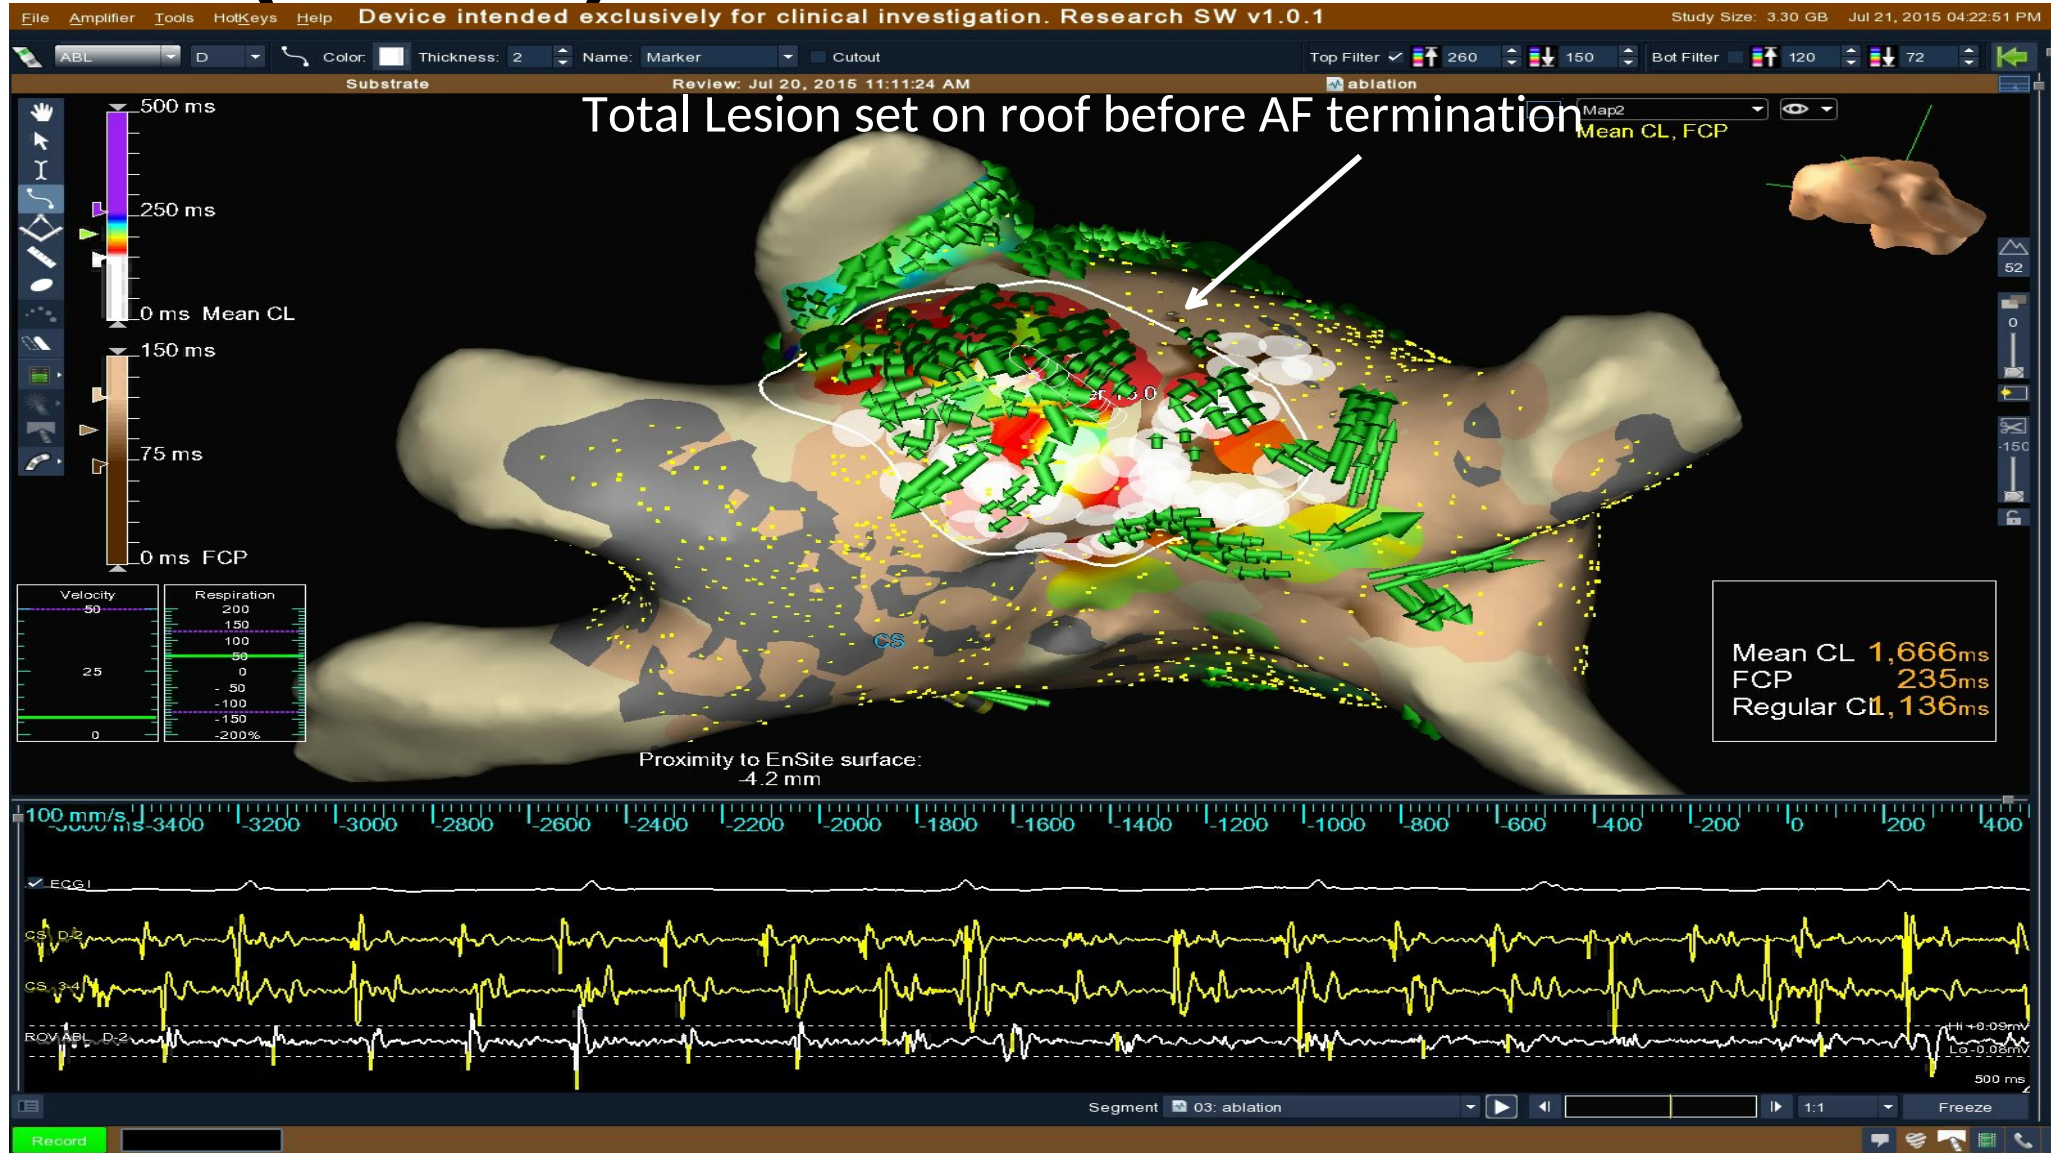 File Amplifier Tools HotKeys Help Device intended exclusively for clinical investigation. Research SW v1.0.1 Study Size: 3.30 GB Jul 21, 2015 04:22:51 PM
ABL D Color: Thickness: 2 Name: Marker Cutout Top Filter 260 150 Bot Filter 120 72
Substrate Review: Jul 20, 2015 11:11:24 AM ablation
Total Lesion set on roof before AF termination
Map2
Mean CL, FCP
500 ms
250 ms
0 ms Mean CL
150 ms
75 ms
0 ms FCP
52
0
-150
CS
Velocity
50
25
0
Respiration
200
150
100
50
0
- 50
-100
-150
-200%
Mean CL 1,666ms
FCP 235ms
Regular CL 1,136ms
Proximity to EnSite surface:
-4.2 mm
100 mm/s
-3400 -3200 -3000 -2800 -2600 -2400 -2200 -2000 -1800 -1600 -1400 -1200 -1000 -800 -600 -400 -200 0 200 400
ECG I
CS D-2
CS 3-4
ROV ABL D-2
Hi +0.09mV
Lo -0.08mV
500 ms
Segment 03: ablation 1:1 Freeze
Record